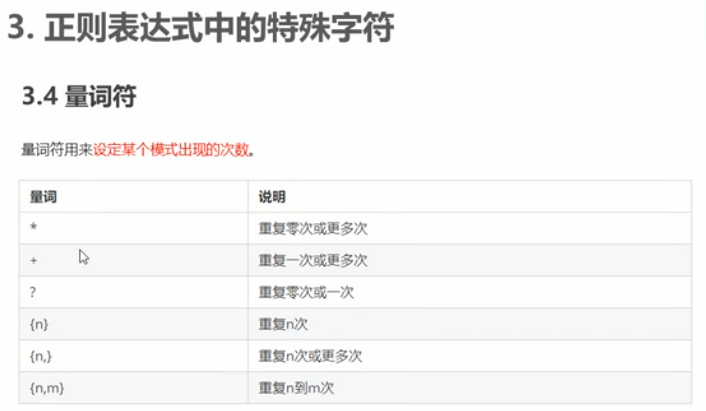 3. 正则表达式中的特殊字符
3.4 量词符
量词符用来设定某个模式出现的次数。
量词 说明
* 重复零次或更多次
+ 重复一次或更多次
? 重复零次或一次
{n} 重复n次
{n,} 重复n次或更多次
{n,m} 重复n到m次